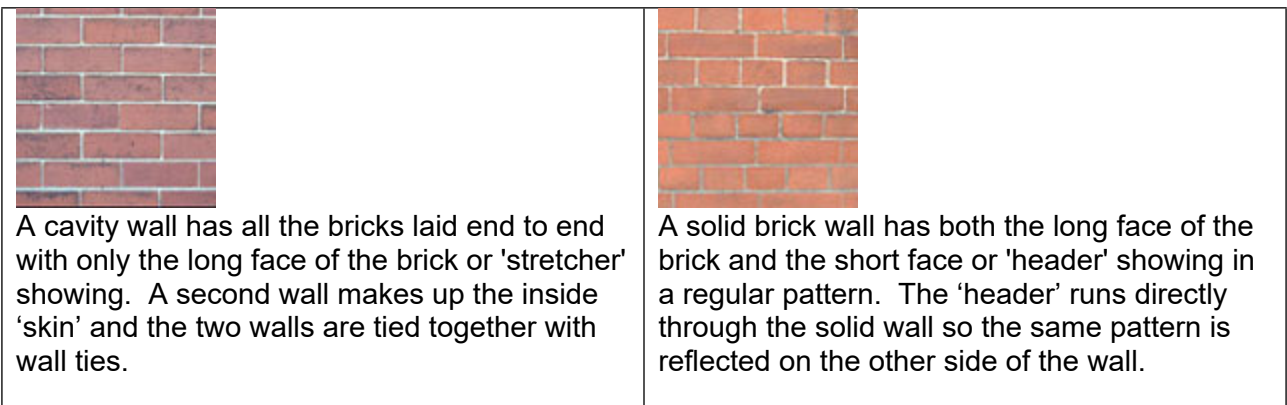 A cavity wall has all the bricks laid end to end
with only the long face of the brick or 'stretcher'
showing.  A second wall makes up the inside
‘skin’ and the two walls are tied together with
wall ties.
A solid brick wall has both the long face of the
brick and the short face or 'header' showing in
a regular pattern.  The ‘header’ runs directly
through the solid wall so the same pattern is
reflected on the other side of the wall.